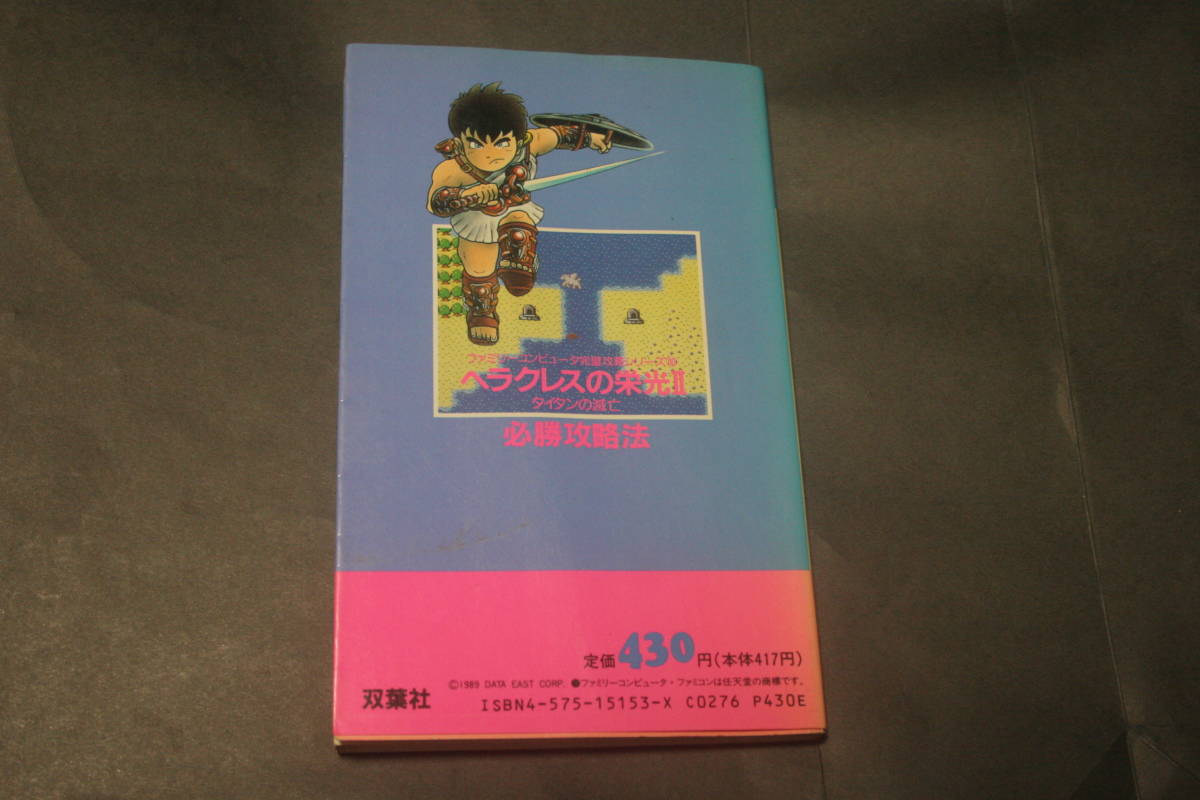 ファミリーコンピュータ完璧攻略シリーズ
ヘラクレスの栄光II
タイタンの滅亡
必勝攻略法
定価430円(本体417円)
©1989 DATA EAST CORP. ●ファミリーコンピュータ・ファミコンは任天堂の商標です。
双葉社
ISBN4-575-15153-X C0276 P430E